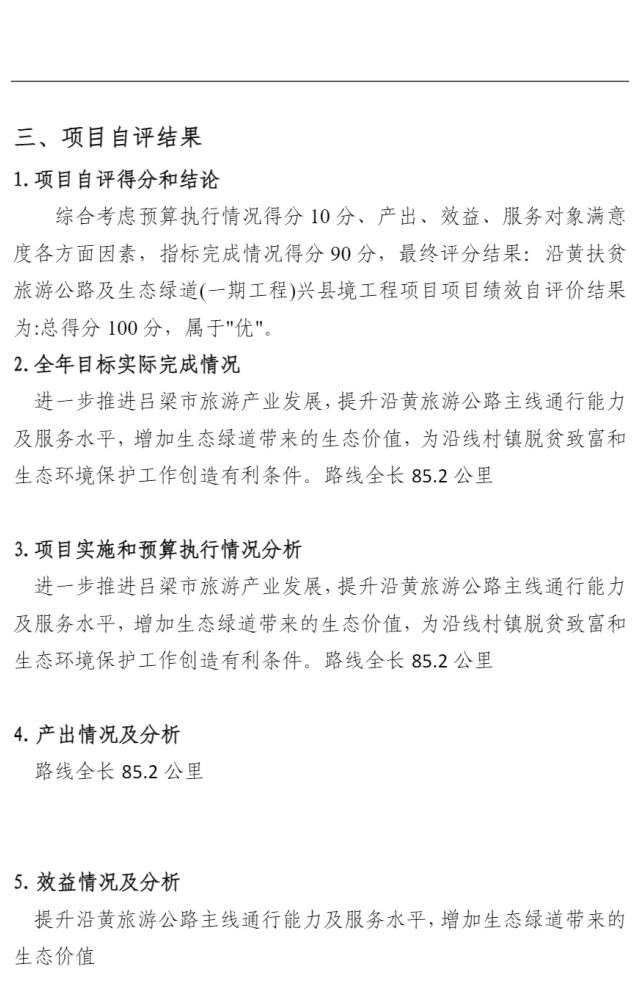 三、项目自评结果
1.项目自评得分和结论
综合考虑预算执行情况得分 10 分、产出、效益、服务对象满意
度各方面因素，指标完成情况得分 90 分，最终评分结果：沿黄扶贫
旅游公路及生态绿道(一期工程)兴县境工程项目项目绩效自评价结果
为:总得分 100 分，属于"优"。
2.全年目标实际完成情况
进一步推进吕梁市旅游产业发展,提升沿黄旅游公路主线通行能力
及服务水平，增加生态绿道带来的生态价值，为沿线村镇脱贫致富和
生态环境保护工作创造有利条件。路线全长 85.2 公里
3.项目实施和预算执行情况分析
进一步推进吕梁市旅游产业发展,提升沿黄旅游公路主线通行能力
及服务水平，增加生态绿道带来的生态价值，为沿线村镇脱贫致富和
生态环境保护工作创造有利条件。路线全长 85.2 公里
4.产出情况及分析
路线全长 85.2 公里
5.效益情况及分析
提升沿黄旅游公路主线通行能力及服务水平,增加生态绿道带来的
生态价值